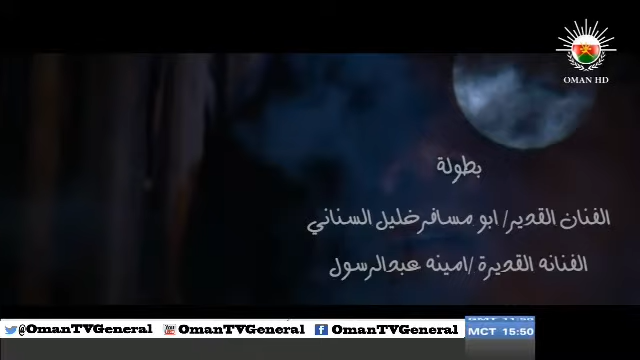 OMAN HD
بطولة
الفنان القدير/ ابو مسافر خليل السناني
الفنانه القديرة /امينه عبدالرسول
@OmanTVGeneral OmanTVGeneral OmanTVGeneral
MCT 15:50